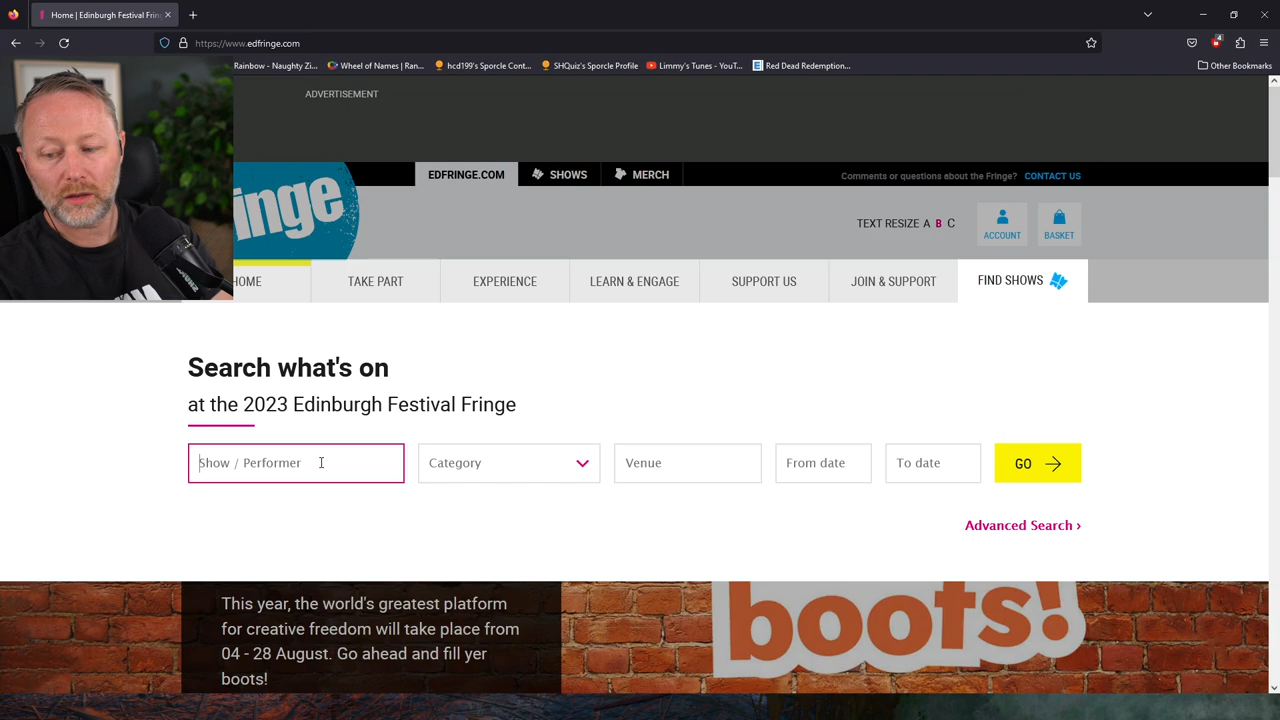 Home | Edinburgh Festival Frin
https://www.edfringe.com
4
Rainbow - Naughty Zi...
Wheel of Names | Ran...
hcd199's Sporcle Cont...
SHQuiz's Sporcle Profile
Limmy's Tunes - YouT...
Red Dead Redemption...
Other Bookmarks
ADVERTISEMENT
EDFRINGE.COM
SHOWS
MERCH
Comments or questions about the Fringe? CONTACT US
inge
TEXT RESIZE A B C
ACCOUNT
BASKET
HOME
TAKE PART
EXPERIENCE
LEARN & ENGAGE
SUPPORT US
JOIN & SUPPORT
FIND SHOWS
Search what's on
at the 2023 Edinburgh Festival Fringe
Show / Performer
Category
Venue
From date
To date
GO
Advanced Search ›
This year, the world's greatest platform
for creative freedom will take place from
04 - 28 August. Go ahead and fill yer
boots!
boots!